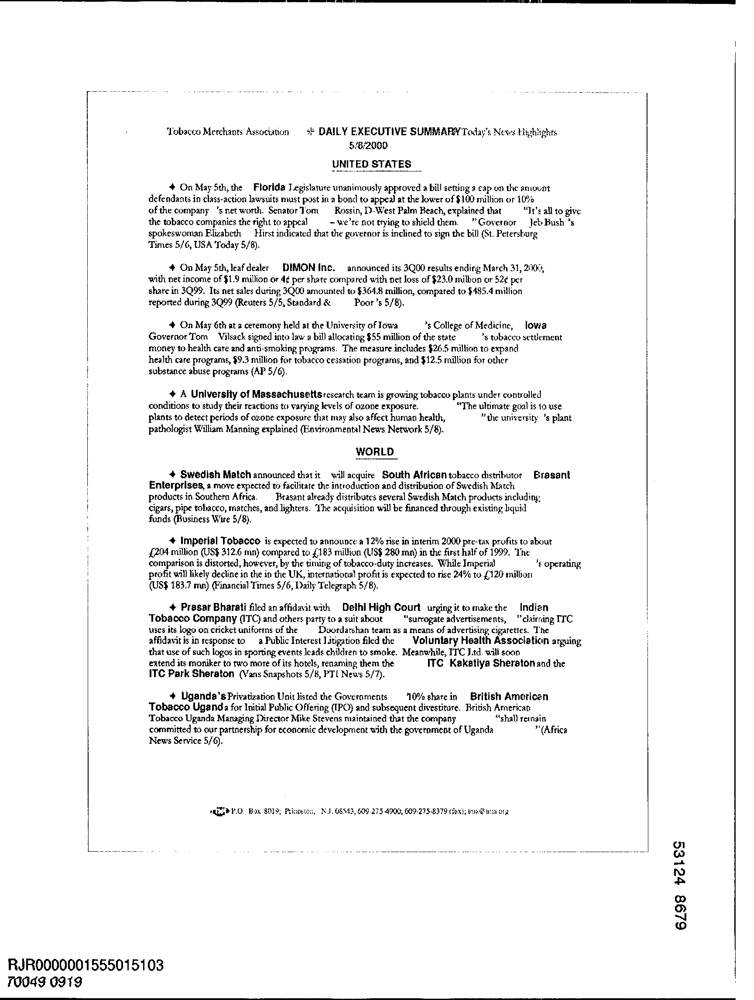 Tobacco Merchants Association ✧ DAILY EXECUTIVE SUMMARY Today's News Highlights
5/8/2000
UNITED STATES
✦ On May 5th, the Florida Legislature unanimously approved a bill setting a cap on the amount
defendants in class-action lawsuits must post in a bond to appeal at the lower of $100 million or 10%
of the company 's net worth. Senator Tom Rossin, D-West Palm Beach, explained that "It's all to give
the tobacco companies the right to appeal – we're not trying to shield them. " Governor Jeb Bush 's
spokeswoman Elizabeth Hirst indicated that the governor is inclined to sign the bill (St. Petersburg
Times 5/6, USA Today 5/8).
✦ On May 5th, leaf dealer DIMON Inc. announced its 3Q00 results ending March 31, 2000,
with net income of $1.9 million or 4¢ per share compared with net loss of $23.0 million or 52¢ per
share in 3Q99. Its net sales during 3Q00 amounted to $364.8 million, compared to $485.4 million
reported during 3Q99 (Reuters 5/5, Standard & Poor 's 5/8).
✦ On May 6th at a ceremony held at the University of Iowa 's College of Medicine, Iowa
Governor Tom Vilsack signed into law a bill allocating $55 million of the state 's tobacco settlement
money to health care and anti-smoking programs. The measure includes $26.5 million to expand
health care programs, $9.3 million for tobacco cessation programs, and $12.5 million for other
substance abuse programs (AP 5/6).
✦ A University of Massachusetts research team is growing tobacco plants under controlled
conditions to study their reactions to varying levels of ozone exposure. "The ultimate goal is to use
plants to detect periods of ozone exposure that may also affect human health, " the university 's plant
pathologist William Manning explained (Environmental News Network 5/8).
WORLD
✦ Swedish Match announced that it will acquire South African tobacco distributor Brasant
Enterprises, a move expected to facilitate the introduction and distribution of Swedish Match
products in Southern Africa. Brasant already distributes several Swedish Match products including
cigars, pipe tobacco, matches, and lighters. The acquisition will be financed through existing liquid
funds (Business Wire 5/8).
✦ Imperial Tobacco is expected to announce a 12% rise in interim 2000 pre-tax profits to about
£204 million (US$ 312.6 mn) compared to £183 million (US$ 280 mn) in the first half of 1999. The
comparison is distorted, however, by the timing of tobacco-duty increases. While Imperial 's operating
profit will likely decline in the in the UK, international profit is expected to rise 24% to £120 million
(US$ 183.7 mn) (Financial Times 5/6, Daily Telegraph 5/8).
✦ Prasar Bharati filed an affidavit with Delhi High Court urging it to make the Indian
Tobacco Company (ITC) and others party to a suit about "surrogate advertisements, " claiming ITC
uses its logo on cricket uniforms of the Doordarshan team as a means of advertising cigarettes. The
affidavit is in response to a Public Interest Litigation filed the Voluntary Health Association arguing
that use of such logos in sporting events leads children to smoke. Meanwhile, ITC Ltd. will soon
extend its moniker to two more of its hotels, renaming them the ITC Kakatiya Sheraton and the
ITC Park Sheraton (Vans Snapshots 5/8, PTI News 5/7).
✦ Uganda's Privatization Unit listed the Governments 10% share in British American
Tobacco Uganda for Initial Public Offering (IPO) and subsequent divestiture. British American
Tobacco Uganda Managing Director Mike Stevens maintained that the company "shall remain
committed to our partnership for economic development with the government of Uganda " (Africa
News Service 5/6).
P.O. Box 8019; Princeton, N.J. 08543, 609-275-4900; 609-275-8379 (fax); tma@tma.org
53124 8679
RJR0000001555015103
70049 0919